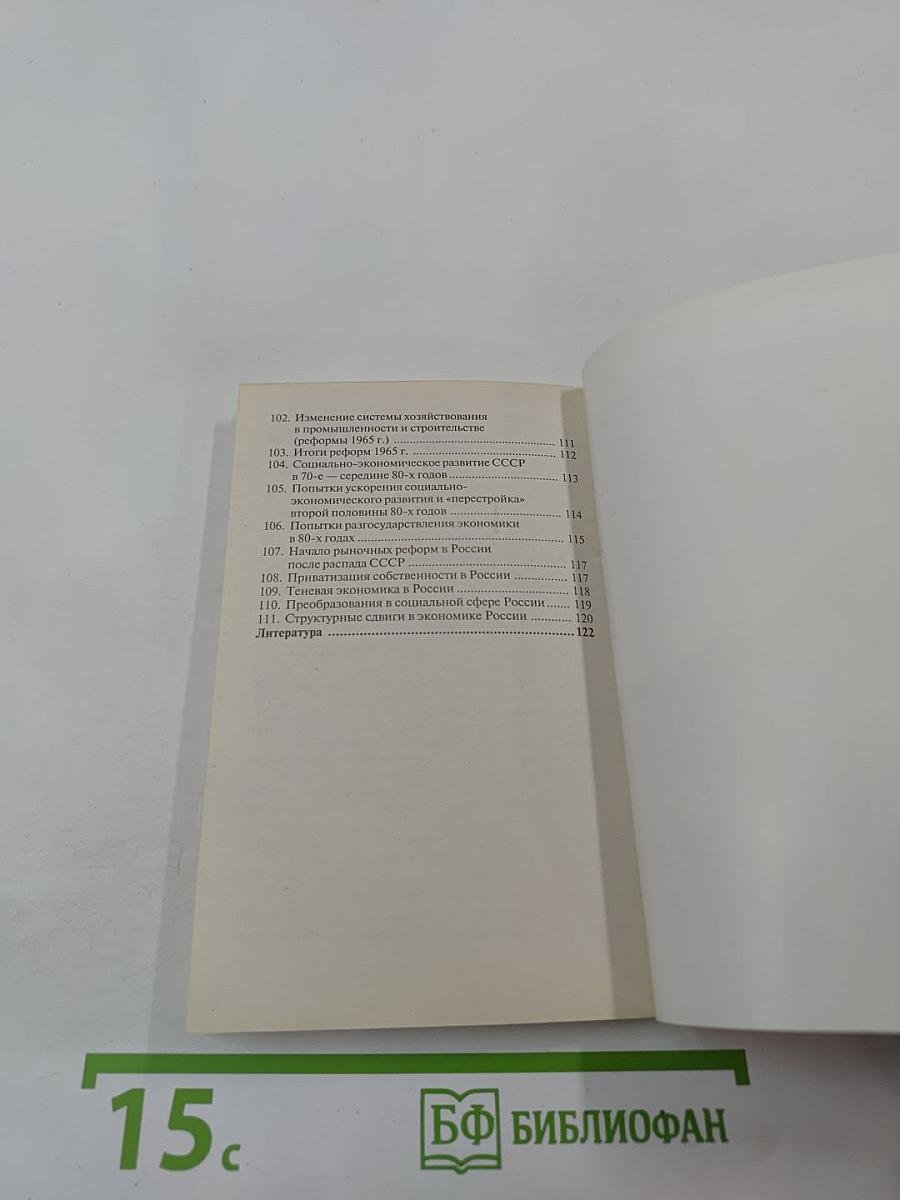 102. Изменение системы хозяйствования
в промышленности и строительстве
(реформы 1965 г.) ........................ 111
103. Итоги реформ 1965 г. ........................ 112
104. Социально-экономическое развитие СССР
в 70-е — середине 80-х годов ........................ 113
105. Попытки ускорения социально-
экономического развития и «перестройка»
второй половины 80-х годов ........................ 114
106. Попытки разгосударствления экономики
в 80-х годах ........................ 115
107. Начало рыночных реформ в России
после распада СССР ........................ 117
108. Приватизация собственности в России ............ 117
109. Теневая экономика в России ........................ 118
110. Преобразования в социальной сфере России ...... 119
111. Структурные сдвиги в экономике России ............ 120
Литература ........................ 122
15 с
БФ БИБЛИОФАН